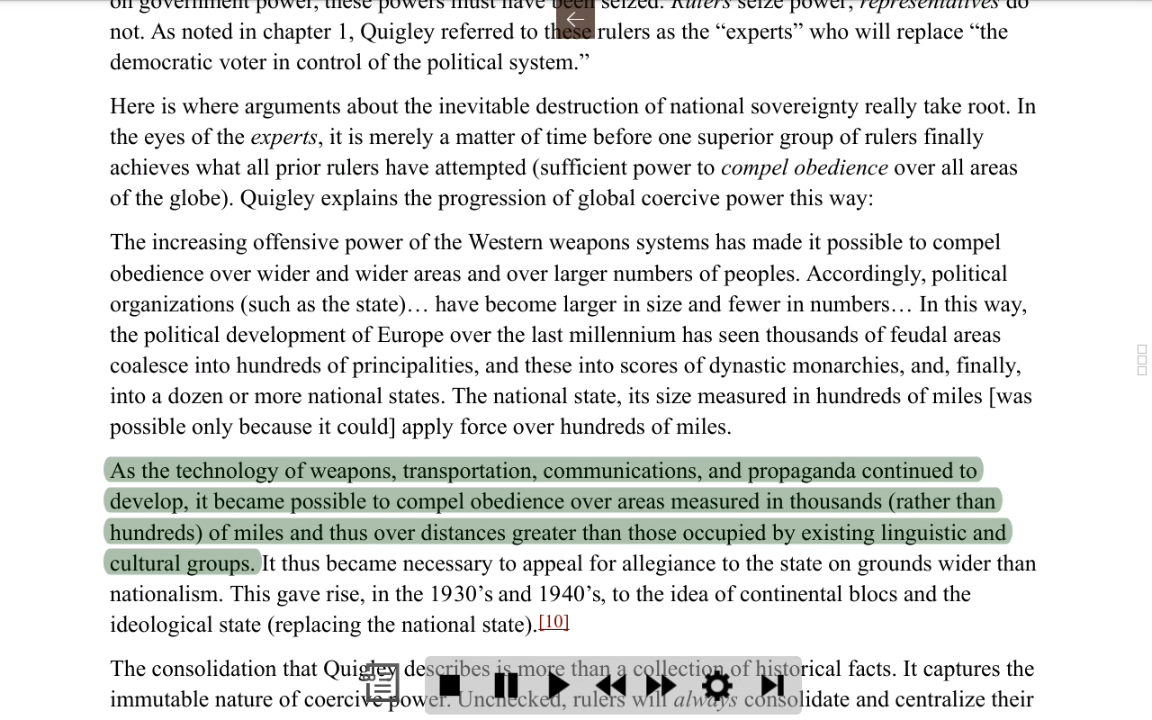 on government power, these powers must have been seized. Rulers seize power, representatives do
not. As noted in chapter 1, Quigley referred to these rulers as the “experts” who will replace “the
democratic voter in control of the political system.”
Here is where arguments about the inevitable destruction of national sovereignty really take root. In
the eyes of the experts, it is merely a matter of time before one superior group of rulers finally
achieves what all prior rulers have attempted (sufficient power to compel obedience over all areas
of the globe). Quigley explains the progression of global coercive power this way:
The increasing offensive power of the Western weapons systems has made it possible to compel
obedience over wider and wider areas and over larger numbers of peoples. Accordingly, political
organizations (such as the state)… have become larger in size and fewer in numbers… In this way,
the political development of Europe over the last millennium has seen thousands of feudal areas
coalesce into hundreds of principalities, and these into scores of dynastic monarchies, and, finally,
into a dozen or more national states. The national state, its size measured in hundreds of miles [was
possible only because it could] apply force over hundreds of miles.
As the technology of weapons, transportation, communications, and propaganda continued to
develop, it became possible to compel obedience over areas measured in thousands (rather than
hundreds) of miles and thus over distances greater than those occupied by existing linguistic and
cultural groups. It thus became necessary to appeal for allegiance to the state on grounds wider than
nationalism. This gave rise, in the 1930’s and 1940’s, to the idea of continental blocs and the
ideological state (replacing the national state).[10]
The consolidation that Quigley describes is more than a collection of historical facts. It captures the
immutable nature of coercive power. Unchecked, rulers will always consolidate and centralize their